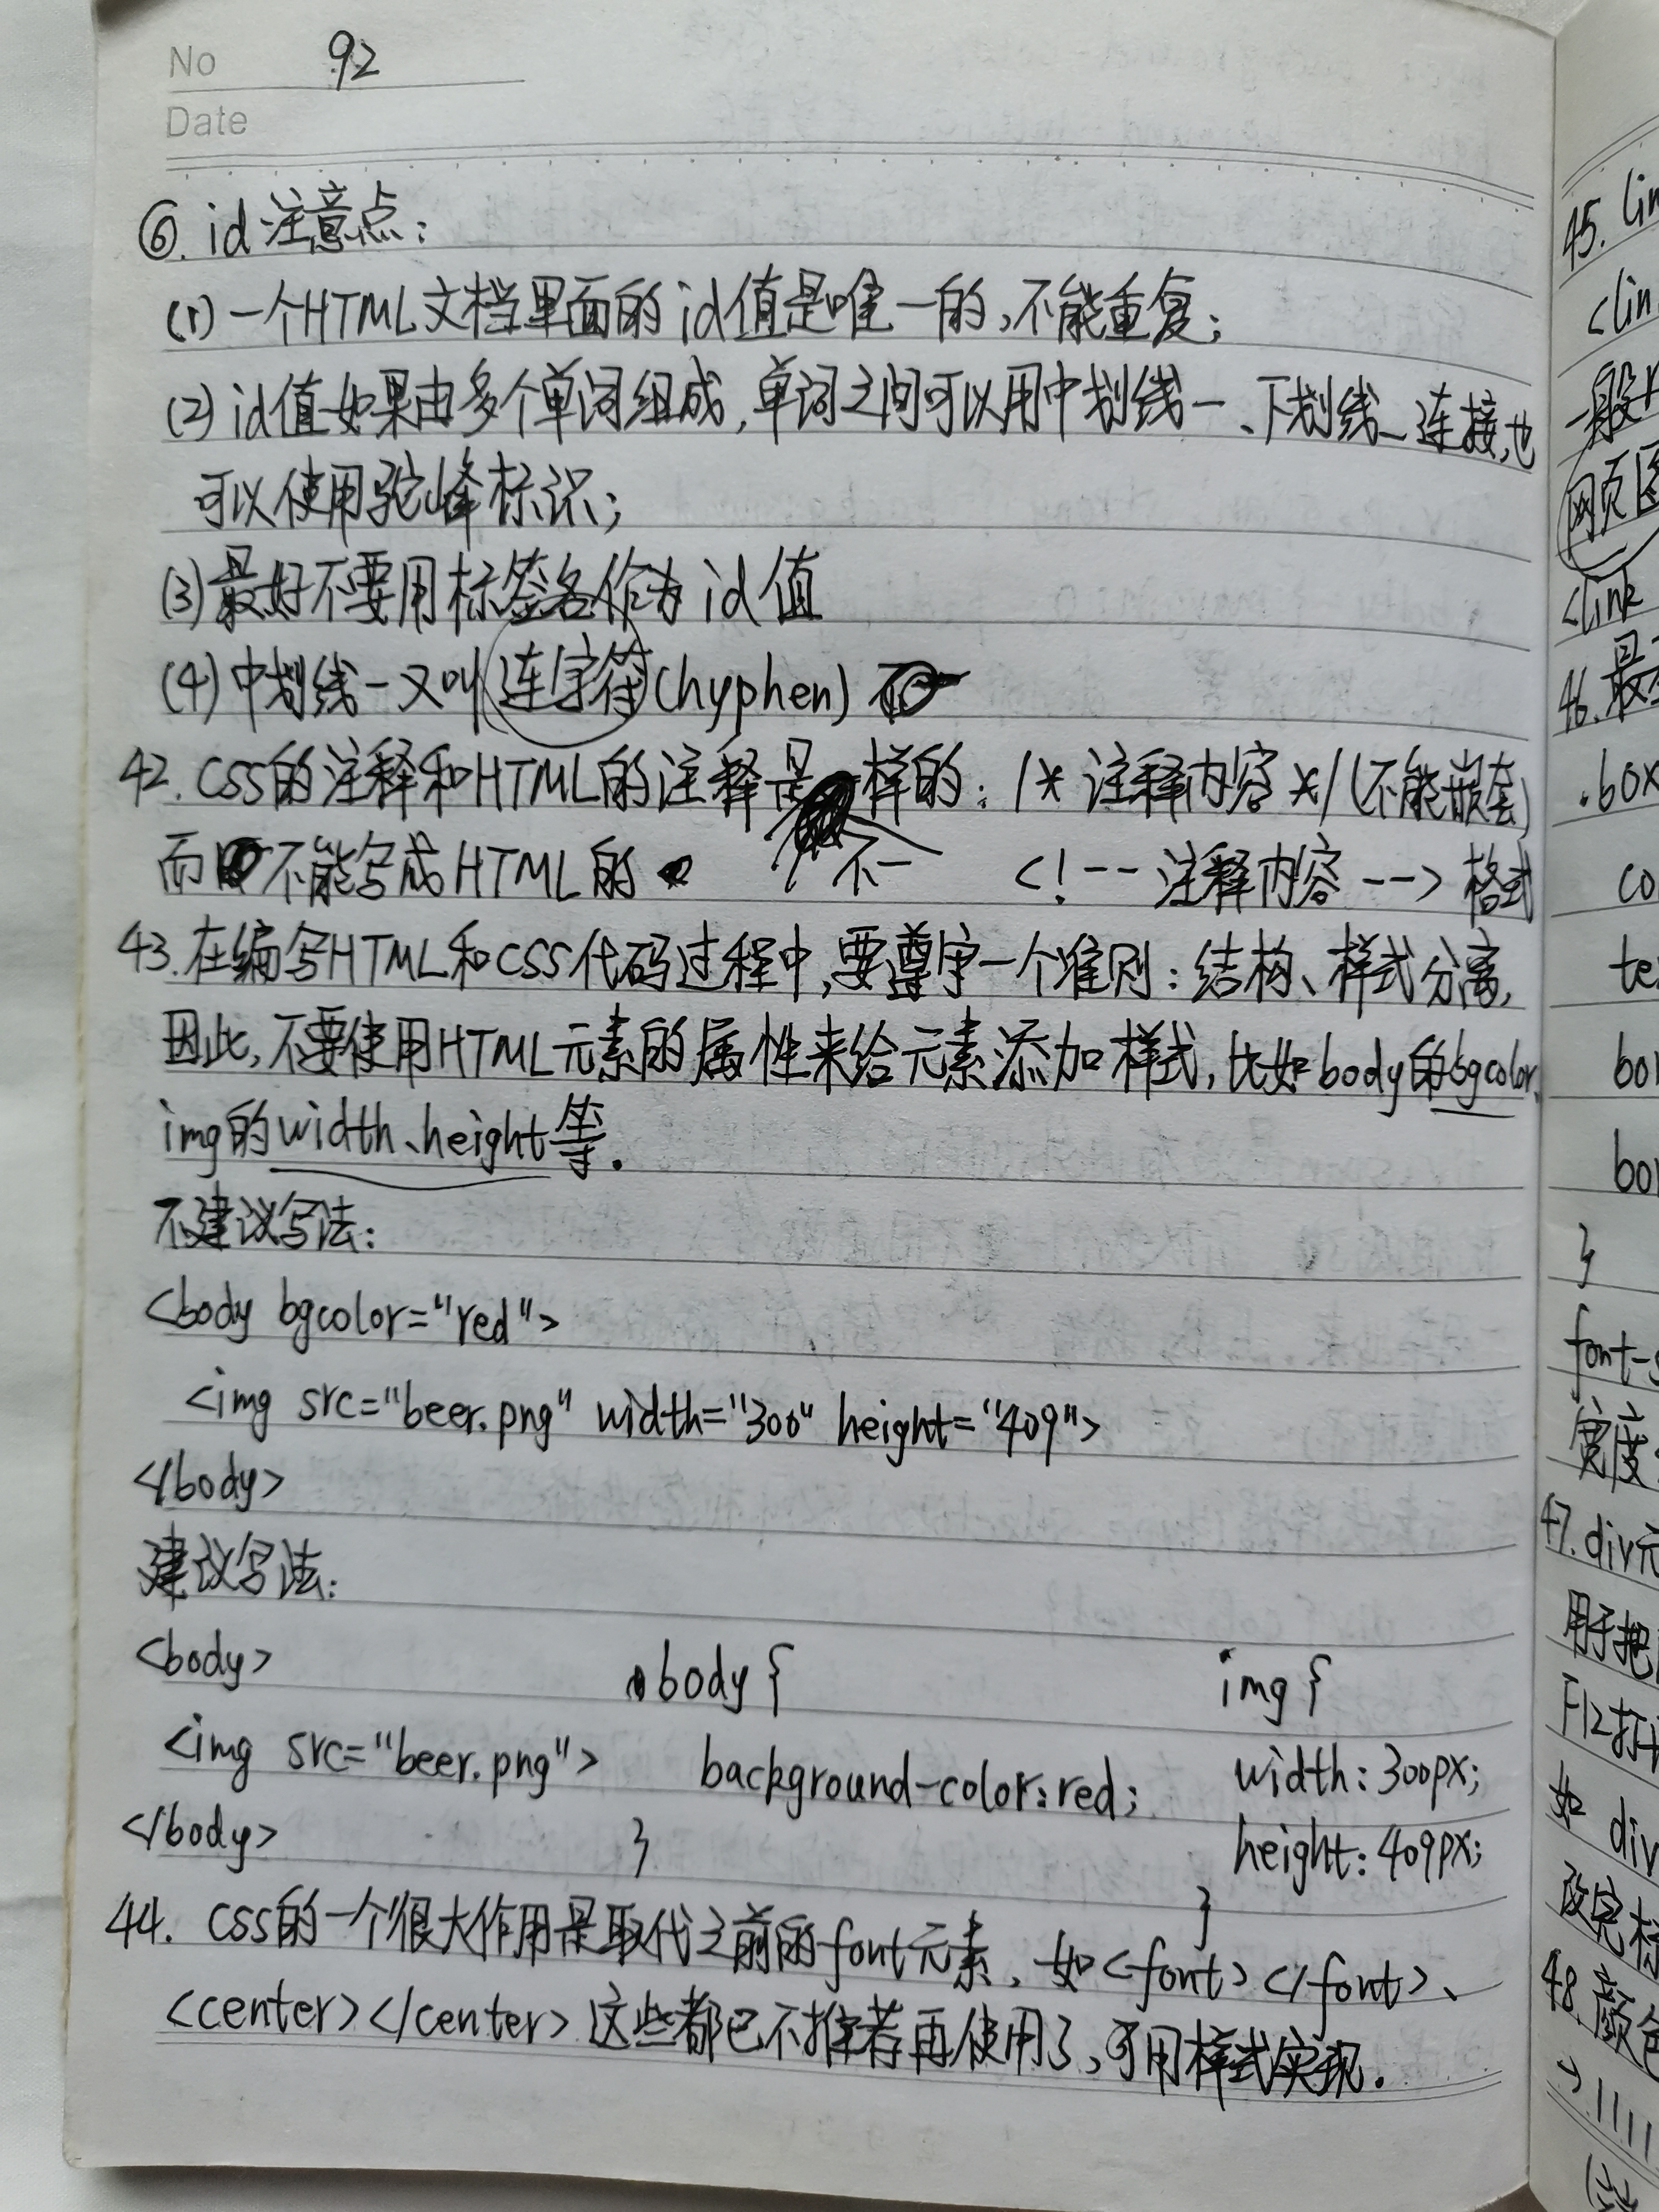 No 92
Date
⑥. id注意点:
(1)一个HTML文档里面的id值是唯一的,不能重复;
(2)id值如果由多个单词组成,单词之间可以用中划线-、下划线_连接,也
可以使用驼峰标识;
(3)最好不要用标签名作为id值
(4)中划线-又叫连字符(hyphen)
42.CSS的注释和HTML的注释是不一样的: /* 注释内容 */(不能嵌套)
而不能写成HTML的 <!-- 注释内容 --> 格式
43.在编写HTML和CSS代码过程中,要遵守一个准则:结构、样式分离,
因此,不要使用HTML元素的属性来给元素添加样式,比如body的bgcolor、
img的width、height等.
不建议写法:
<body bgcolor="red">
<img src="beer.png" width="300" height="409">
</body>
建议写法:
<body> body { img {
<img src="beer.png"> background-color:red; width:300px;
</body> } height:409px;
}
44. CSS的一个很大作用是取代之前的font元素,如<font></font>、
<center></center>这些都已不推荐再使用了,可用样式实现.
45. lin
<lin
一般
网页
<link
46.最
.box
co
te
bo
bo
}
font-s
宽度
47.div元
用于把
F12打
如 div
改完标
48.颜色